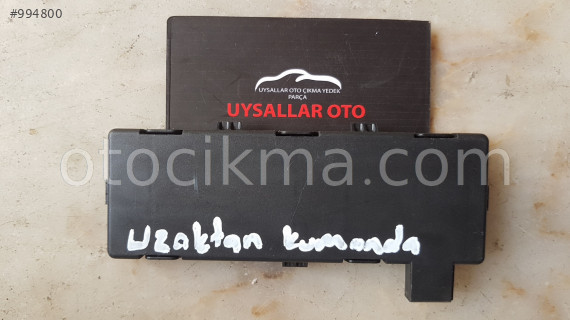 #994800
UYSALLAR OTO ÇIKMA YEDEK
PARÇA
UYSALLAR OTO
otocikma.com
Uzaktan kumanda